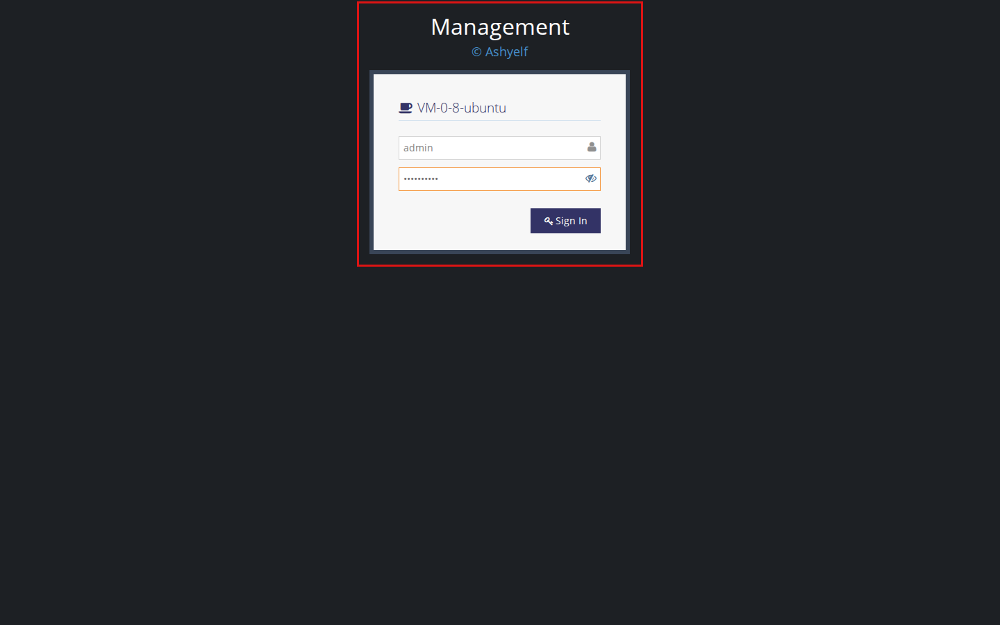 Management
© Ashyelf
VM-0-8-ubuntu
admin
••••••••••
Sign In